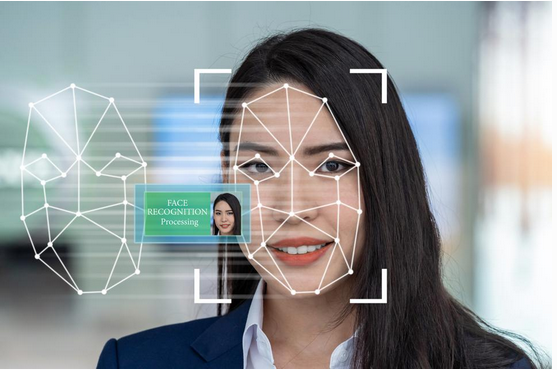 FACE
RECOGNITION
Processing